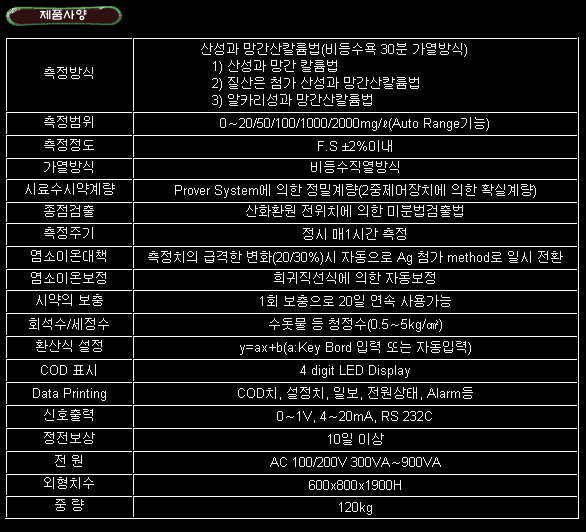 제품사양
측정방식
산성과 망간산칼륨법(비등수욕 30분 가열방식)
1) 산성과 망간 칼륨법
2) 질산은 첨가 산성과 망간산칼륨법
3) 알카리성과 망간산칼륨법
측정범위 0~20/50/100/1000/2000mg/ℓ(Auto Range기능)
측정정도 F.S ±2%이내
가열방식 비등수직열방식
시료수시약계량 Prover System에 의한 정밀계량(2중제어장치에 의한 확실계량)
종점검출 산화환원 전위치에 의한 미분법검출법
측정주기 정시 매1시간 측정
염소이온대책 측정치의 급격한 변화(20/30%)시 자동으로 Ag 첨가 method로 일시 전환
염소이온보정 희귀직선식에 의한 자동보정
시약의 보충 1회 보충으로 20일 연속 사용가능
회석수/세정수 수돗물 등 청정수(0.5~5kg/㎠)
환산식 설정 y=ax+b(a:Key Bord 입력 또는 자동입력)
COD 표시 4 digit LED Display
Data Printing COD치, 설정치, 일보, 전원상태, Alarm등
신호출력 0~1V, 4~20mA, RS 232C
정전보상 10일 이상
전 원 AC 100/200V 300VA~900VA
외형치수 600x800x1900H
중 량 120kg